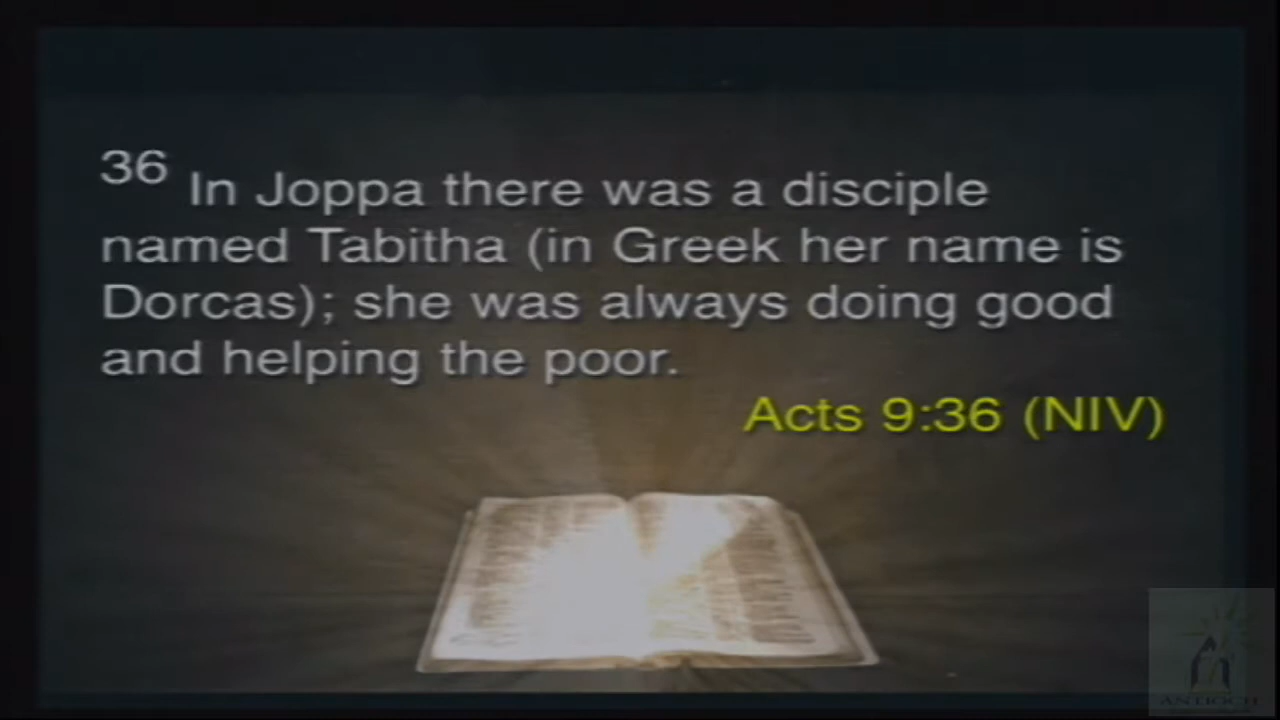 36 In Joppa there was a disciple
named Tabitha (in Greek her name is
Dorcas); she was always doing good
and helping the poor.
Acts 9:36 (NIV)
ANTIOCH